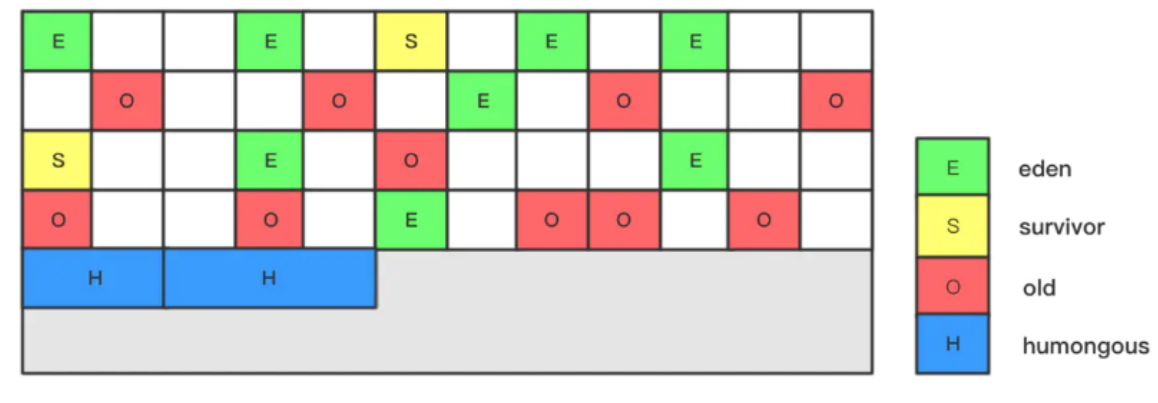 E E S E E
O O E O O
S E O E
O O E O O O
H H
E eden
S survivor
O old
H humongous